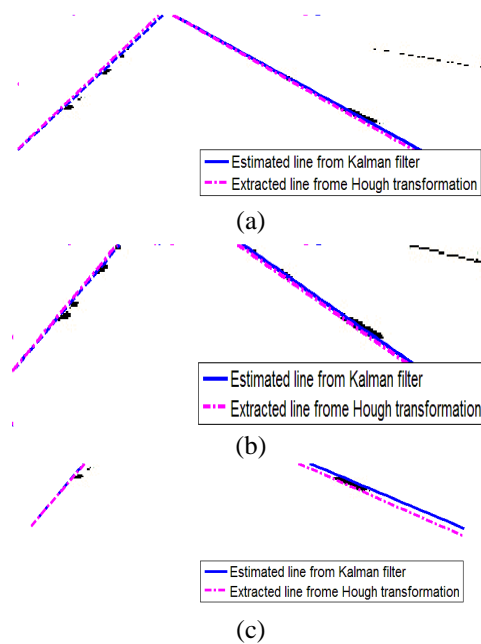 Estimated line from Kalman filter
Extracted line frome Hough transformation
(a)
Estimated line from Kalman filter
Extracted line frome Hough transformation
(b)
Estimated line from Kalman filter
Extracted line frome Hough transformation
(c)